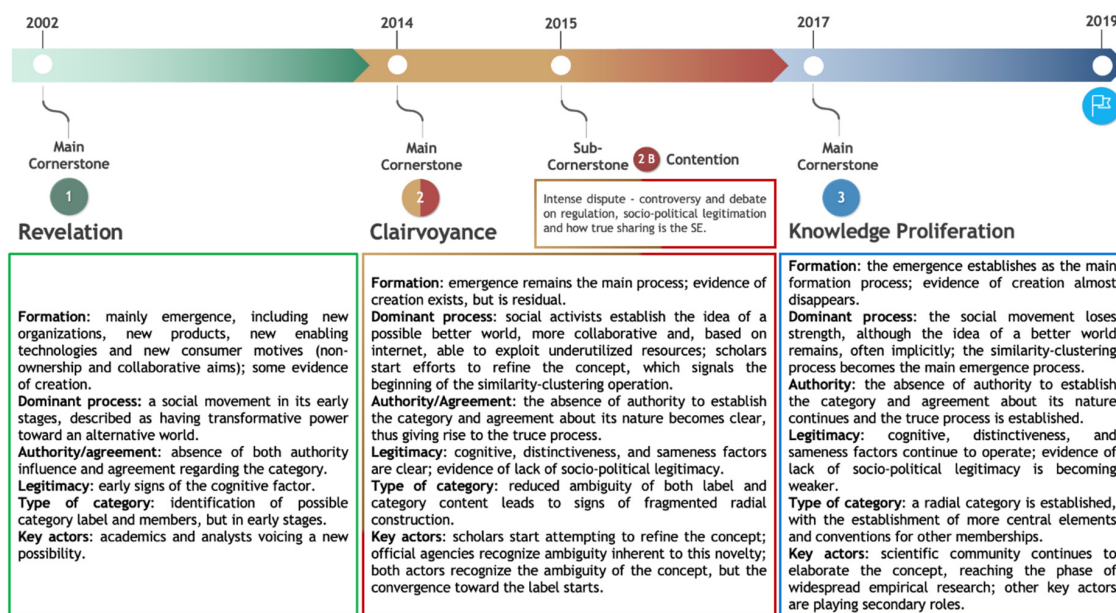 2002
2014
2015
2017
2019
Main
Cornerstone
1
Revelation
Main
Cornerstone
2
Clairvoyance
Sub-
Cornerstone
2 B
Contention
Intense dispute - controversy and debate
on regulation, socio-political legitimation
and how true sharing is the SE.
Main
Cornerstone
3
Knowledge Proliferation
Formation: mainly emergence, including new
organizations, new products, new enabling
technologies and new consumer motives (non-
ownership and collaborative aims); some evidence
of creation.
Dominant process: a social movement in its early
stages, described as having transformative power
toward an alternative world.
Authority/agreement: absence of both authority
influence and agreement regarding the category.
Legitimacy: early signs of the cognitive factor.
Type of category: identification of possible
category label and members, but in early stages.
Key actors: academics and analysts voicing a new
possibility.
Formation: emergence remains the main process; evidence of
creation exists, but is residual.
Dominant process: social activists establish the idea of a
possible better world, more collaborative and, based on
internet, able to exploit underutilized resources; scholars
start efforts to refine the concept, which signals the
beginning of the similarity-clustering operation.
Authority/Agreement: the absence of authority to establish
the category and agreement about its nature becomes clear,
thus giving rise to the truce process.
Legitimacy: cognitive, distinctiveness, and sameness factors
are clear; evidence of lack of socio-political legitimacy.
Type of category: reduced ambiguity of both label and
category content leads to signs of fragmented radial
construction.
Key actors: scholars start attempting to refine the concept;
official agencies recognize ambiguity inherent to this novelty;
both actors recognize the ambiguity of the concept, but the
convergence toward the label starts.
Formation: the emergence establishes as the main
formation process; evidence of creation almost
disappears.
Dominant process: the social movement loses
strength, although the idea of a better world
remains, often implicitly; the similarity-clustering
process becomes the main emergence process.
Authority: the absence of authority to establish
the category and agreement about its nature
continues and the truce process is established.
Legitimacy: cognitive, distinctiveness, and
sameness factors continue to operate; evidence of
lack of socio-political legitimacy is becoming
weaker.
Type of category: a radial category is established,
with the establishment of more central elements
and conventions for other memberships.
Key actors: scientific community continues to
elaborate the concept, reaching the phase of
widespread empirical research; other key actors
are playing secondary roles.